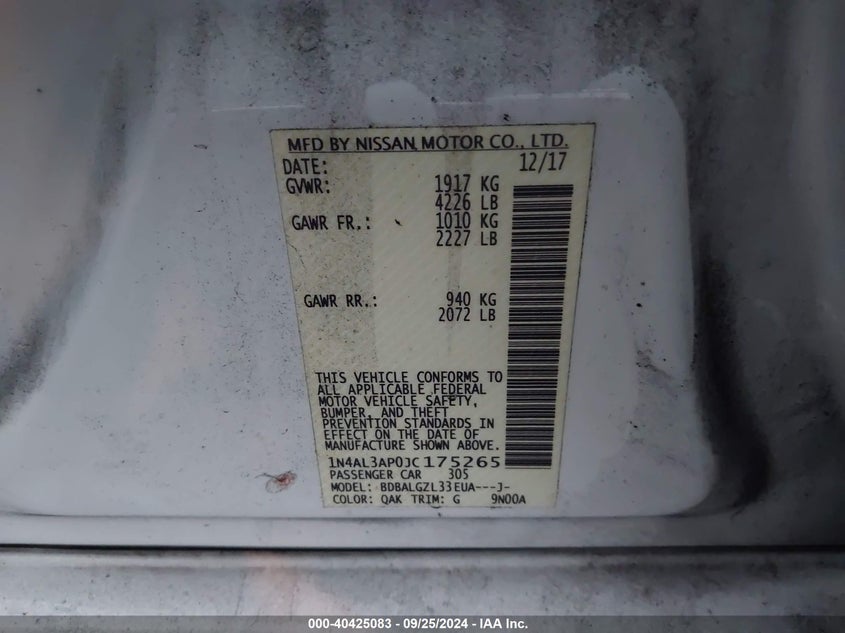 MFD BY NISSAN MOTOR CO., LTD.
DATE: 12/17
GVWR: 1917 KG
4226 LB
GAWR FR.: 1010 KG
2227 LB
GAWR RR.: 940 KG
2072 LB
THIS VEHICLE CONFORMS TO
ALL APPLICABLE FEDERAL
MOTOR VEHICLE SAFETY,
BUMPER, AND THEFT
PREVENTION STANDARDS IN
EFFECT ON THE DATE OF
MANUFACTURE SHOWN ABOVE.
1N4AL3AP0JC175265
PASSENGER CAR 305
MODEL: BDBALGZL33EUA---J-
COLOR: QAK TRIM: G 9N00A
000-40425083 - 09/25/2024 - IAA Inc.